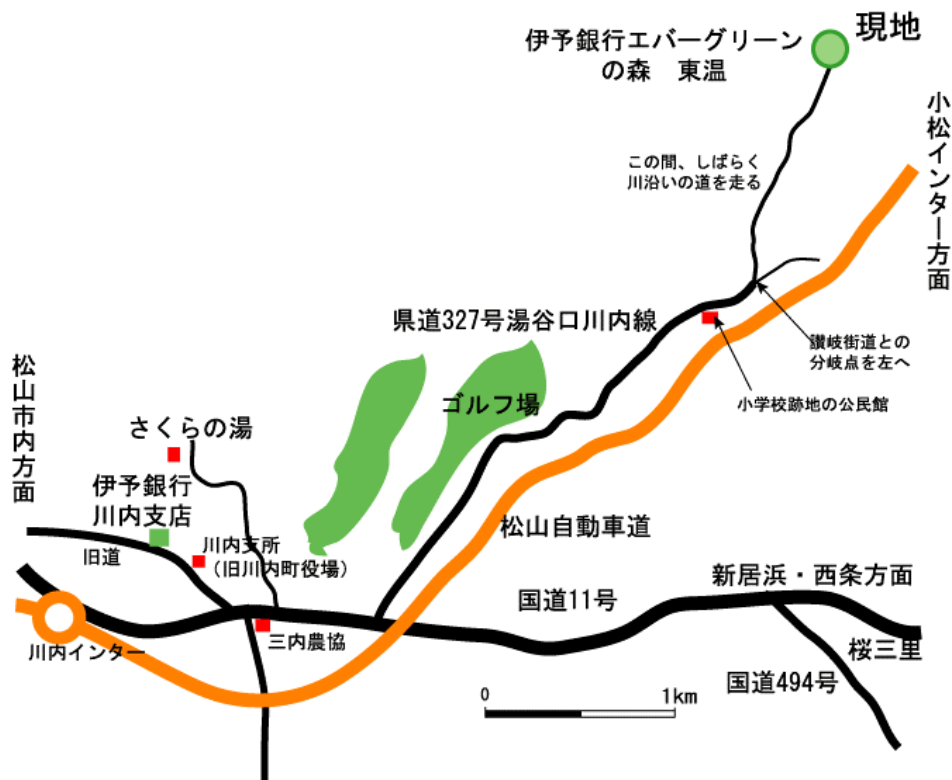 現地
伊予銀行エバーグリーン
の森　東温
小松インター方面
この間、しばらく
川沿いの道を走る
県道327号湯谷口川内線
讃岐街道との
分岐点を左へ
小学校跡地の公民館
松山市内方面
ゴルフ場
さくらの湯
伊予銀行
川内支店
旧道
川内支所
（旧川内町役場）
松山自動車道
新居浜・西条方面
国道11号
三内農協
川内インター
桜三里
国道494号
0
1km